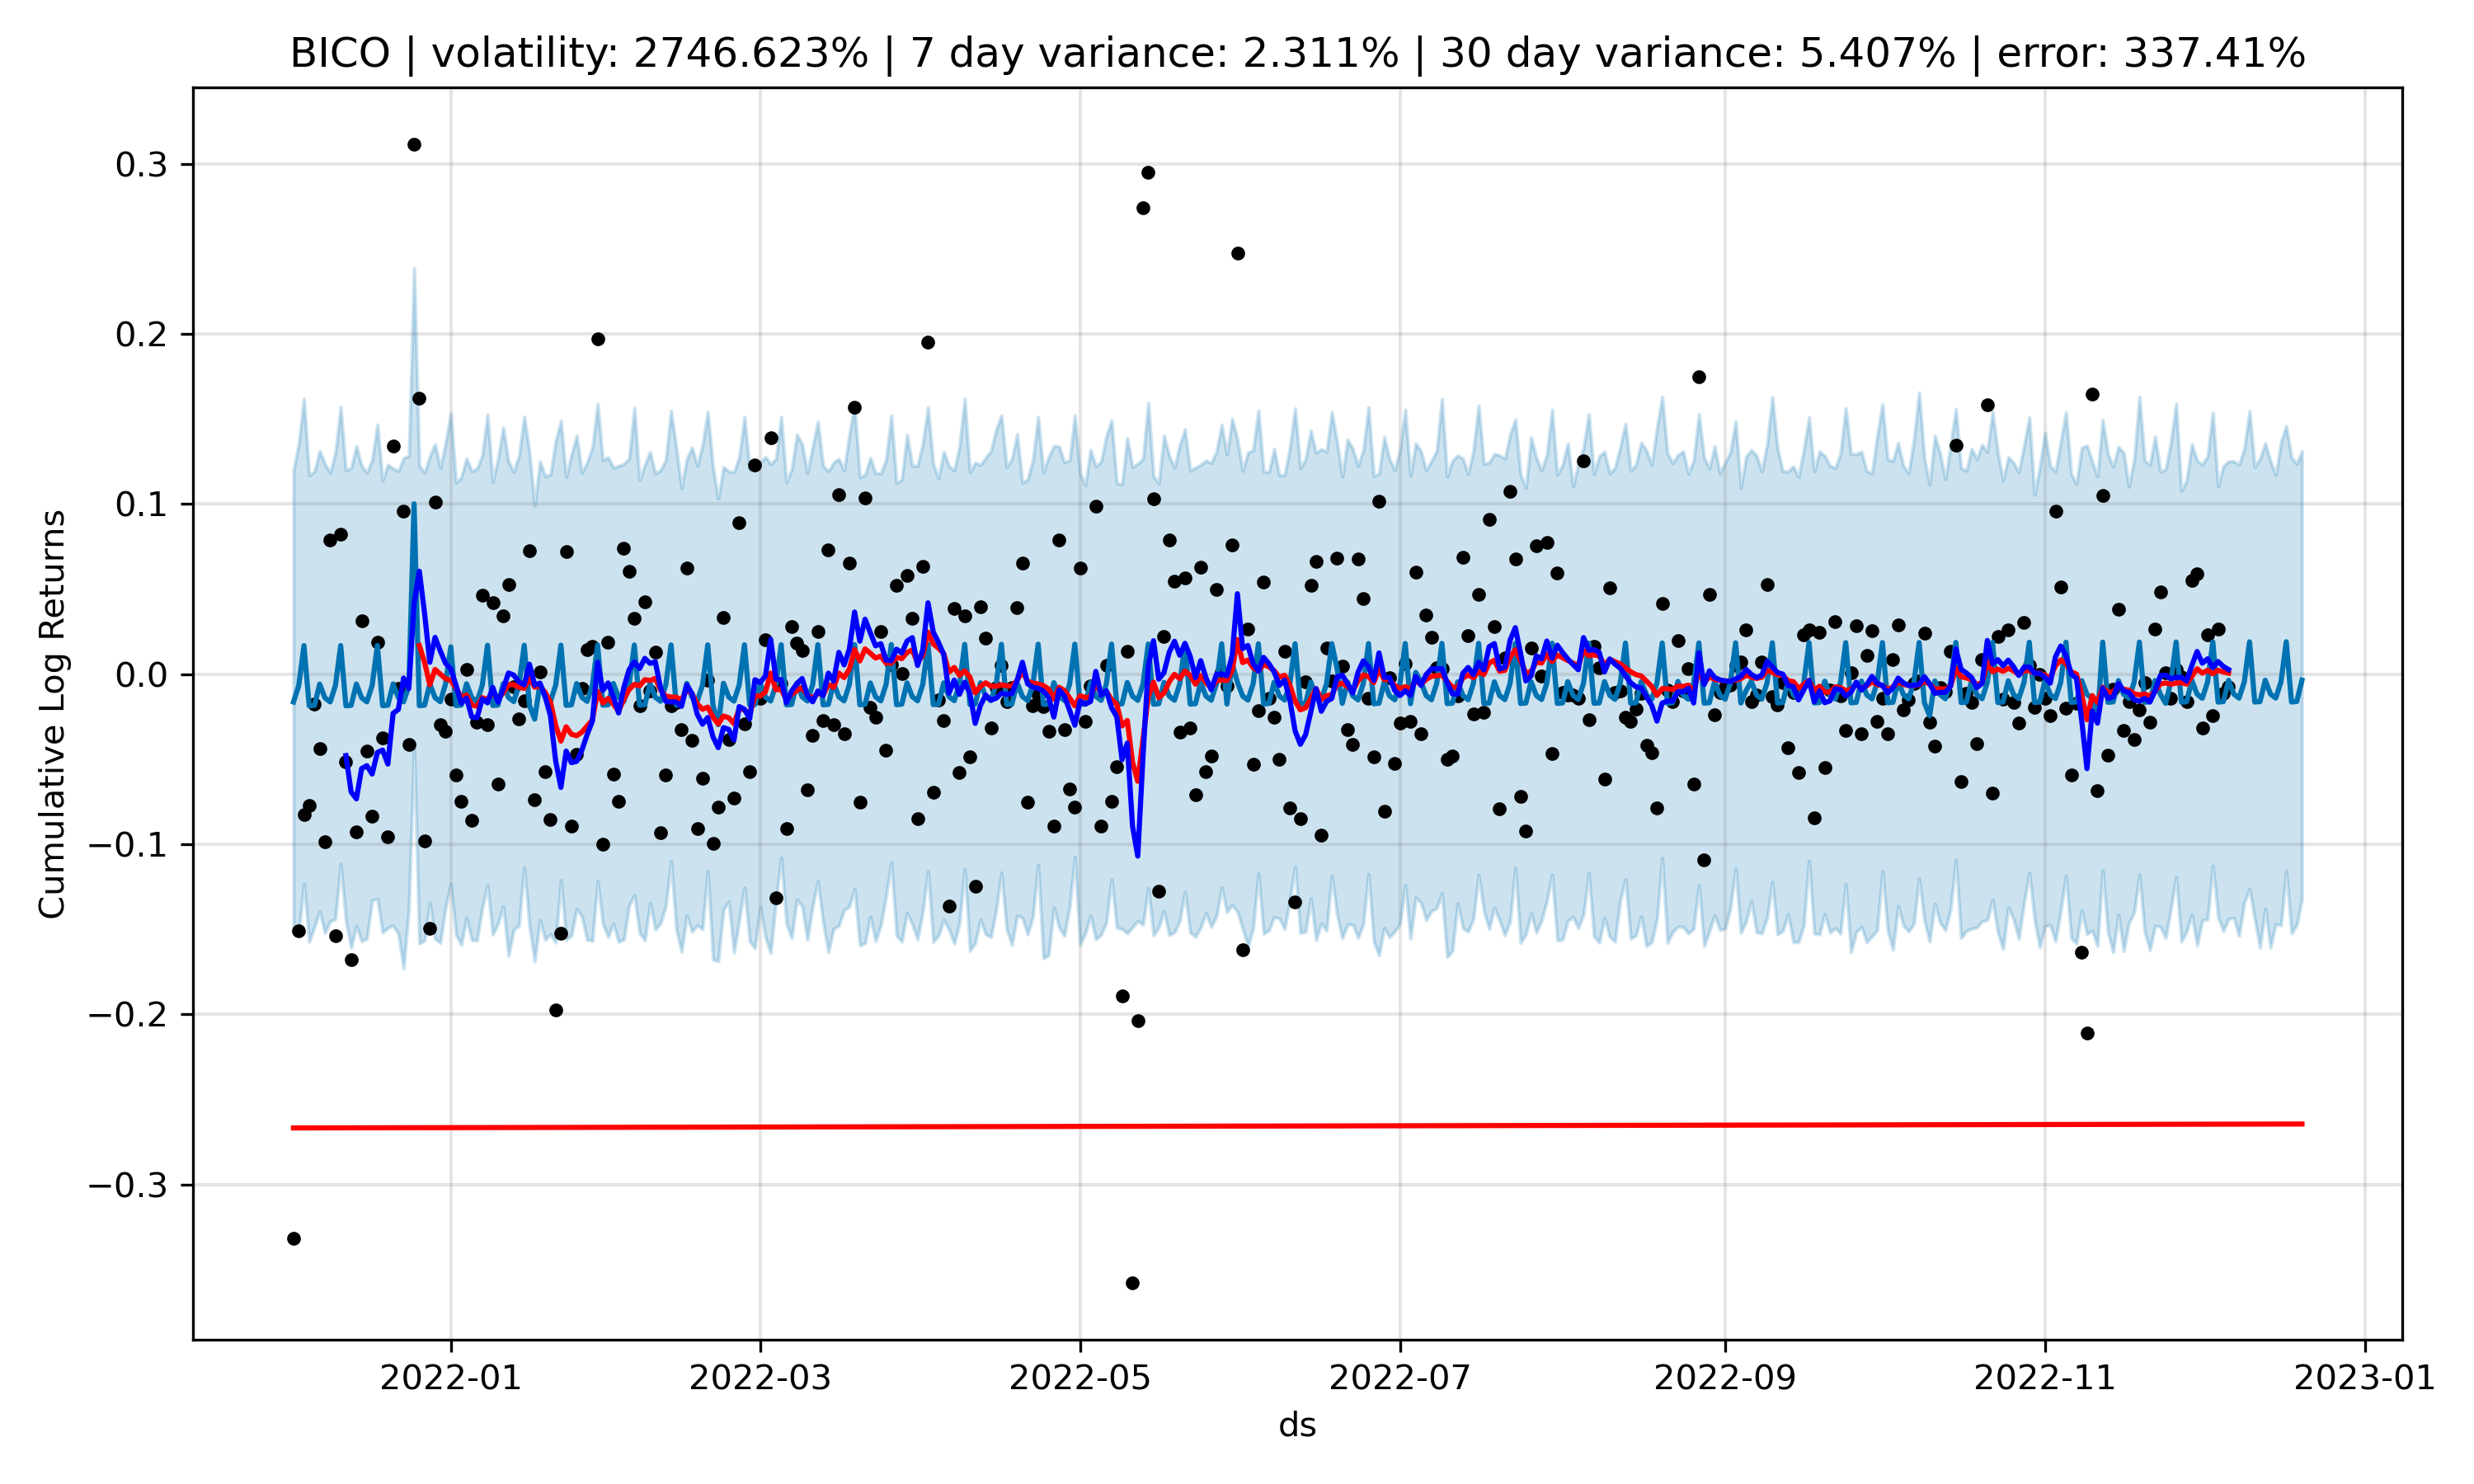 BICO | volatility: 2746.623% | 7 day variance: 2.311% | 30 day variance: 5.407% | error: 337.41%
Cumulative Log Returns
0.3
0.2
0.1
0.0
−0.1
−0.2
−0.3
2022-01 2022-03 2022-05 2022-07 2022-09 2022-11 2023-01
ds